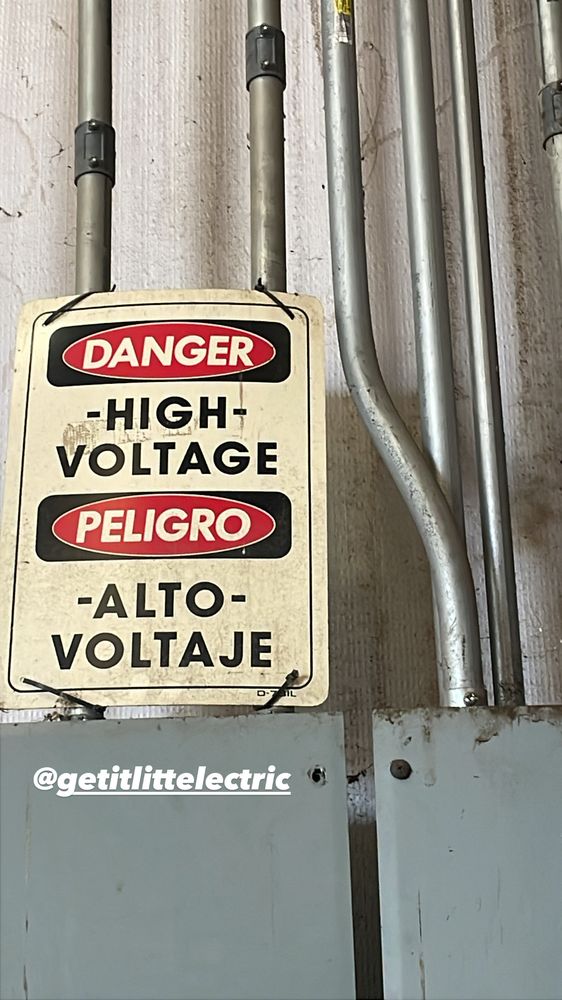 DANGER
-HIGH-
VOLTAGE
PELIGRO
-ALTO-
VOLTAJE
@getitlittelectric